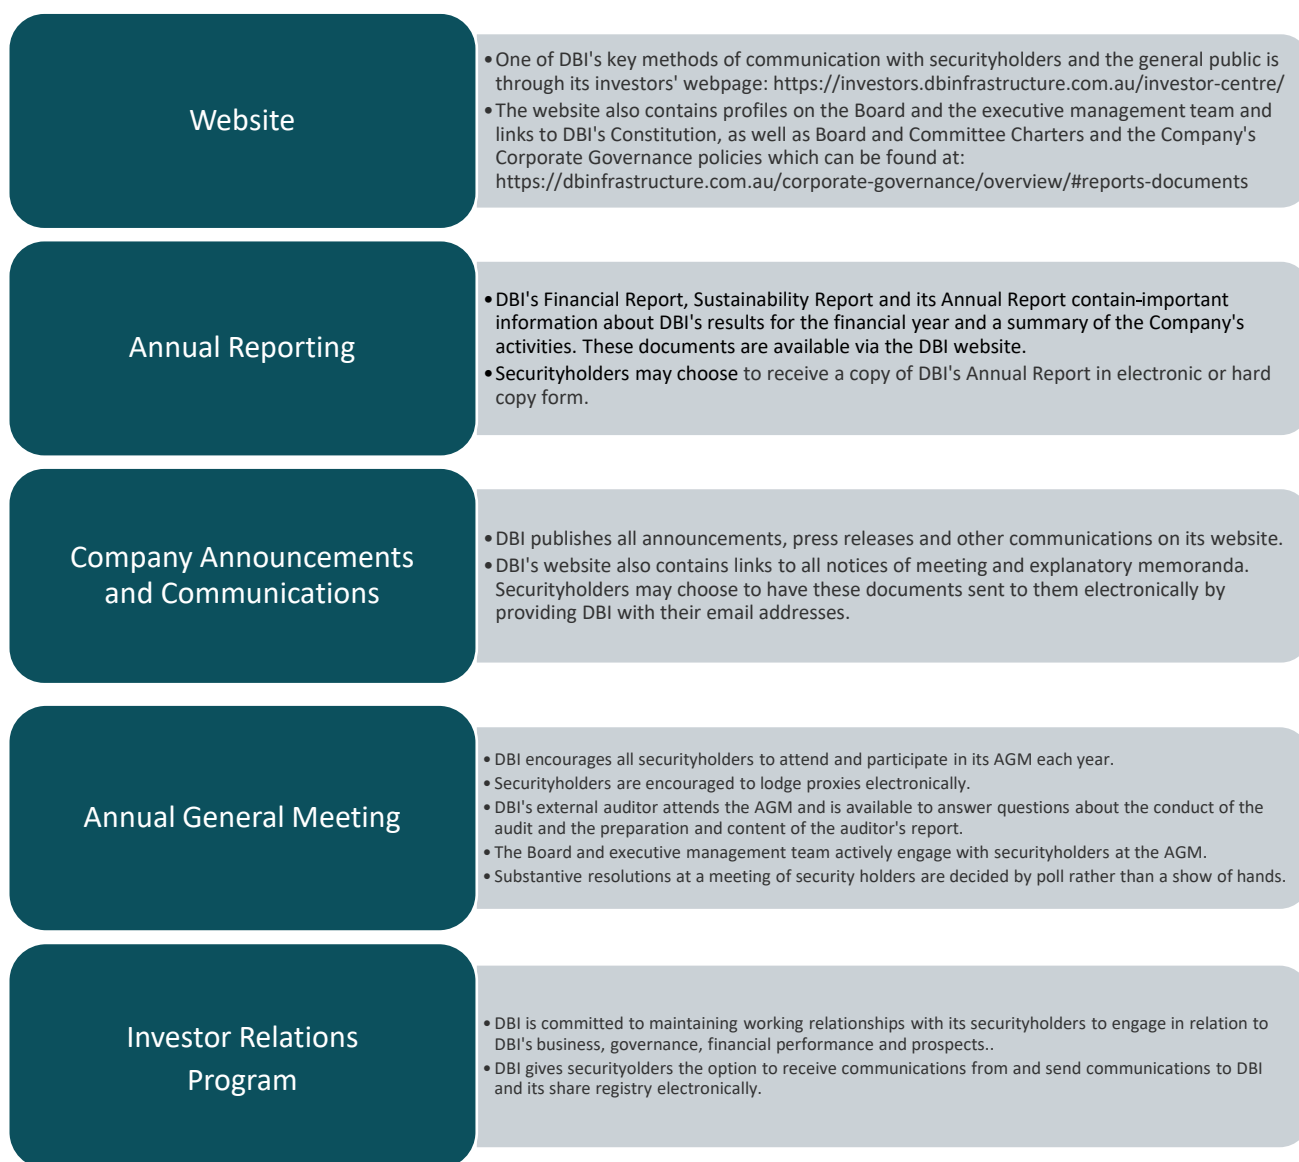 Website
•One of DBI's key methods of communication with securityholders and the general public is
through its investors' webpage: https://investors.dbinfrastructure.com.au/investor-centre/
•The website also contains profiles on the Board and the executive management team and
links to DBI's Constitution, as well as Board and Committee Charters and the Company's
Corporate Governance policies which can be found at:
https://dbinfrastructure.com.au/corporate-governance/overview/#reports-documents
Annual Reporting
•DBI's Financial Report, Sustainability Report and its Annual Report contain-important
information about DBI's results for the financial year and a summary of the Company's
activities. These documents are available via the DBI website.
•Securityholders may choose to receive a copy of DBI's Annual Report in electronic or hard
copy form.
Company Announcements
and Communications
•DBI publishes all announcements, press releases and other communications on its website.
•DBI's website also contains links to all notices of meeting and explanatory memoranda.
Securityholders may choose to have these documents sent to them electronically by
providing DBI with their email addresses.
Annual General Meeting
•DBI encourages all securityholders to attend and participate in its AGM each year.
•Securityholders are encouraged to lodge proxies electronically.
•DBI's external auditor attends the AGM and is available to answer questions about the conduct of the
audit and the preparation and content of the auditor's report.
•The Board and executive management team actively engage with securityholders at the AGM.
•Substantive resolutions at a meeting of security holders are decided by poll rather than a show of hands.
Investor Relations
Program
•DBI is committed to maintaining working relationships with its securityholders to engage in relation to
DBI's business, governance, financial performance and prospects..
•DBI gives securityolders the option to receive communications from and send communications to DBI
and its share registry electronically.